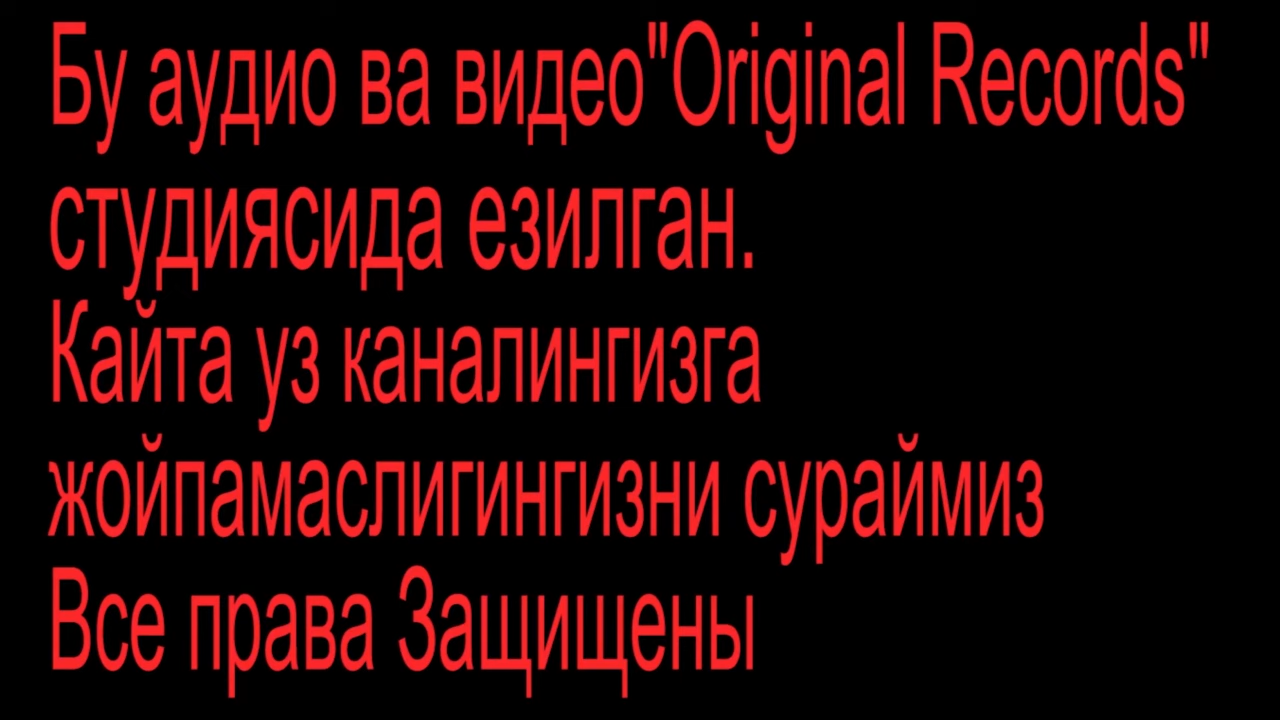 Бу аудио ва видео"Original Records"
студиясида езилган.
Кайта уз каналингизга
жойпамаслигингизни сураймиз
Все права Защищены